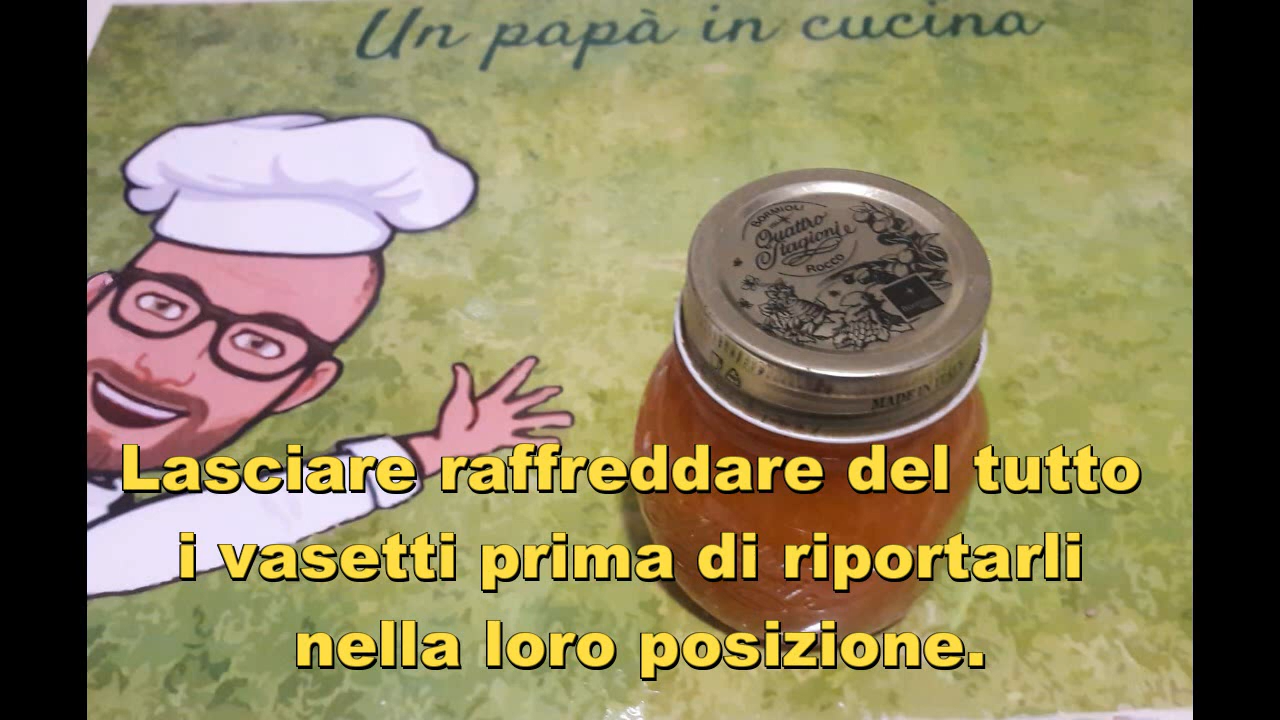 Un papà in cucina
BORMIOLI
Quattro
Stagioni
ROCCO
MADE IN ITALY
Lasciare raffreddare del tutto
i vasetti prima di riportarli
nella loro posizione.